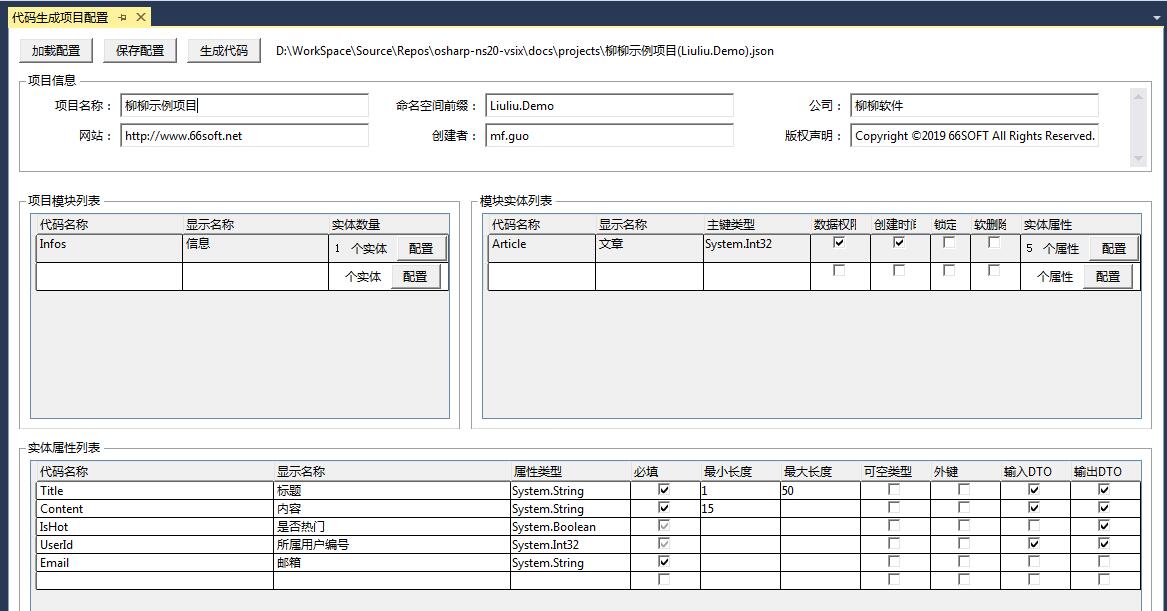 代码生成项目配置
加载配置 保存配置 生成代码 D:\WorkSpace\Source\Repos\osharp-ns20-vsix\docs\projects\柳柳示例项目(Liuliu.Demo).json
项目信息
项目名称： 柳柳示例项目 命名空间前缀： Liuliu.Demo 公司： 柳柳软件
网站： http://www.66soft.net 创建者： mf.guo 版权声明： Copyright ©2019 66SOFT All Rights Reserved.
项目模块列表
代码名称 显示名称 实体数量
Infos 信息 1 个实体 配置
个实体 配置
模块实体列表
代码名称 显示名称 主键类型 数据权限 创建时间 锁定 软删除 实体属性
Article 文章 System.Int32 5 个属性 配置
个属性 配置
实体属性列表
代码名称 显示名称 属性类型 必填 最小长度 最大长度 可空类型 外键 输入DTO 输出DTO
Title 标题 System.String 1 50
Content 内容 System.String 15
IsHot 是否热门 System.Boolean
UserId 所属用户编号 System.Int32
Email 邮箱 System.String